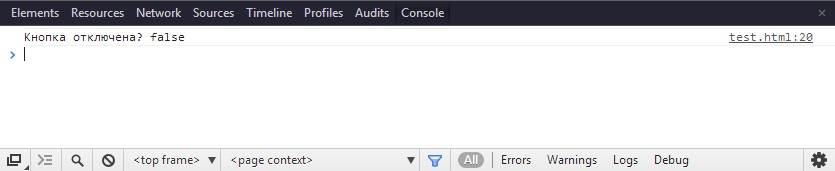 Elements Resources Network Sources Timeline Profiles Audits Console ×
Кнопка отключена? false test.html:20
<top frame> ▼ <page context> ▼ All Errors Warnings Logs Debug